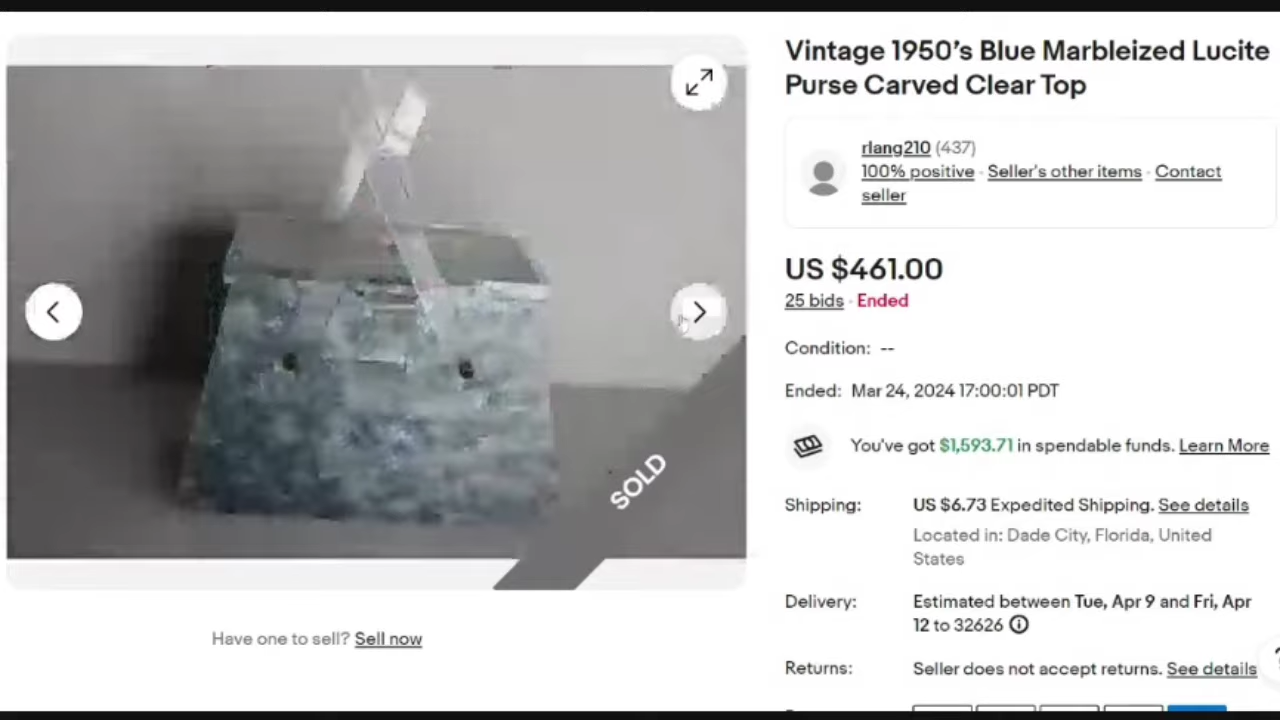 Vintage 1950’s Blue Marbleized Lucite
Purse Carved Clear Top
rlang210 (437)
100% positive · Seller's other items · Contact
seller
US $461.00
25 bids · Ended
Condition: --
Ended: Mar 24, 2024 17:00:01 PDT
You've got $1,593.71 in spendable funds. Learn More
SOLD
Shipping: US $6.73 Expedited Shipping. See details
Located in: Dade City, Florida, United
States
Delivery: Estimated between Tue, Apr 9 and Fri, Apr
12 to 32626
Have one to sell? Sell now
Returns: Seller does not accept returns. See details